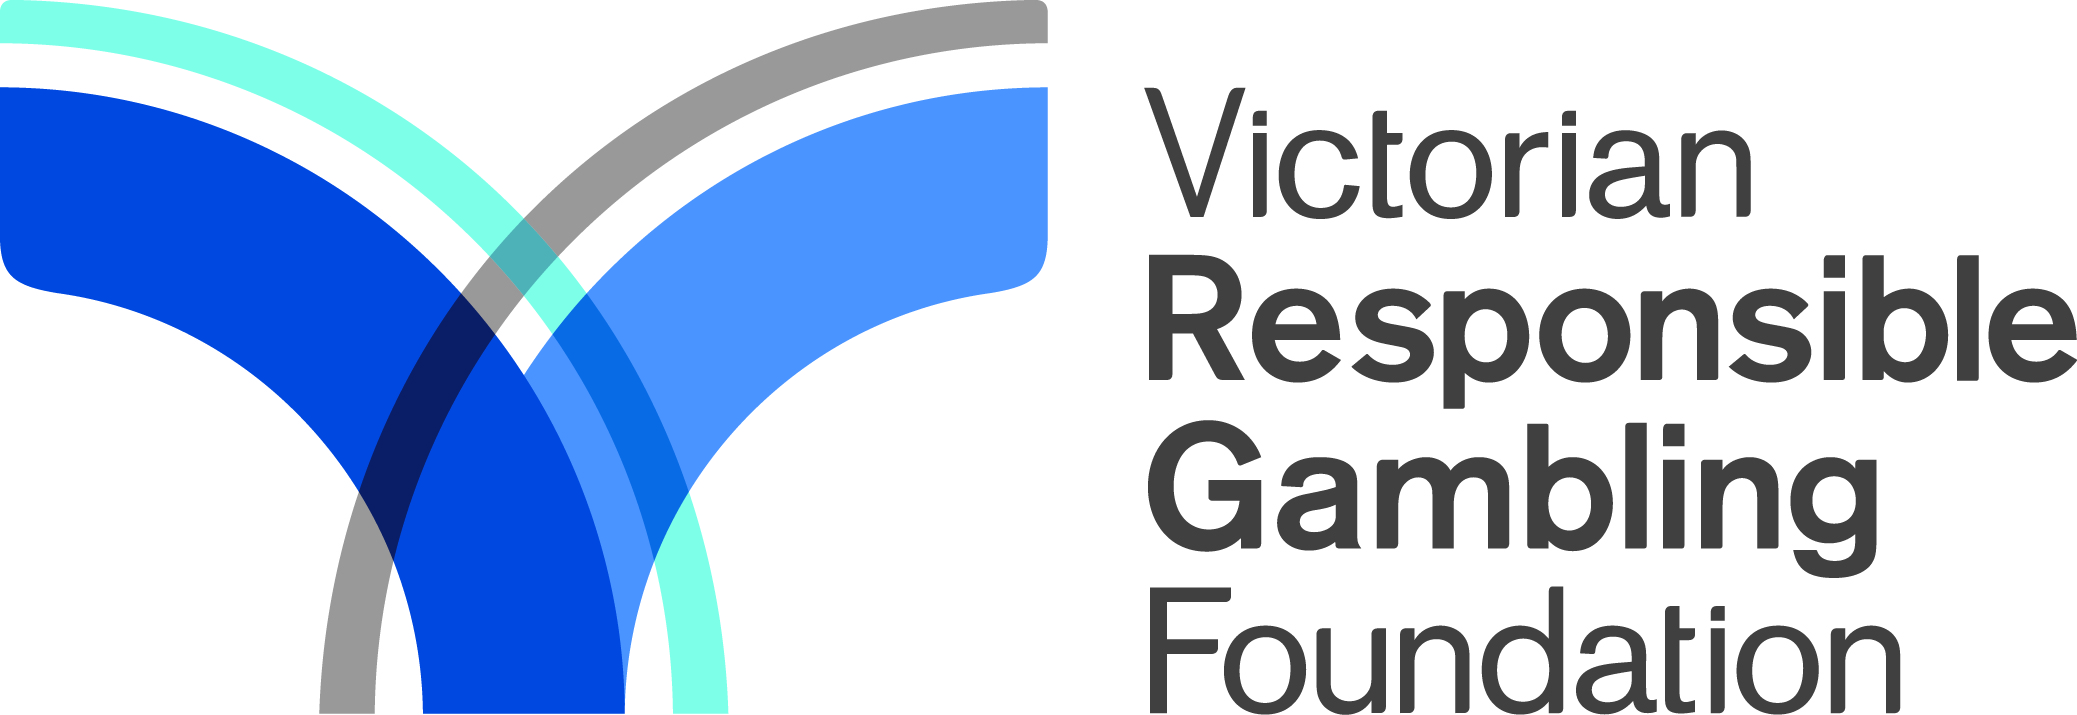 Victorian
Responsible
Gambling
Foundation